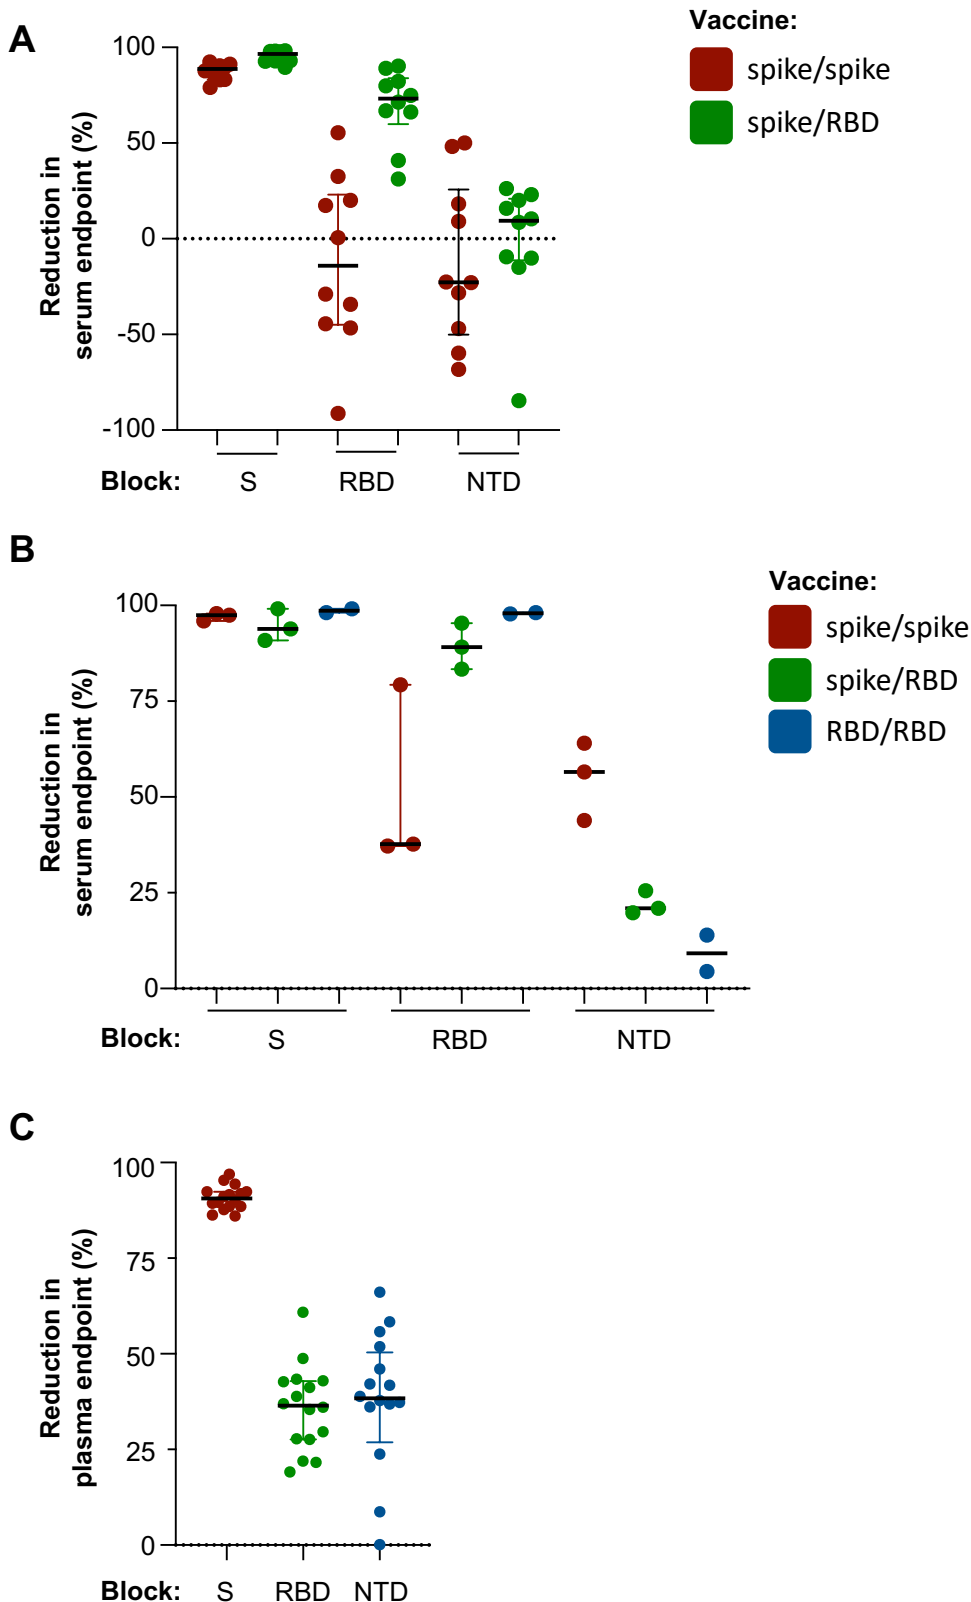 A
Vaccine:
spike/spike
spike/RBD
Reduction in
serum endpoint (%)
100
50
0
-50
-100
Block: S RBD NTD
B
Vaccine:
spike/spike
spike/RBD
RBD/RBD
Reduction in
serum endpoint (%)
100
75
50
25
0
Block: S RBD NTD
C
Reduction in
plasma endpoint (%)
100
75
50
25
0
Block: S RBD NTD